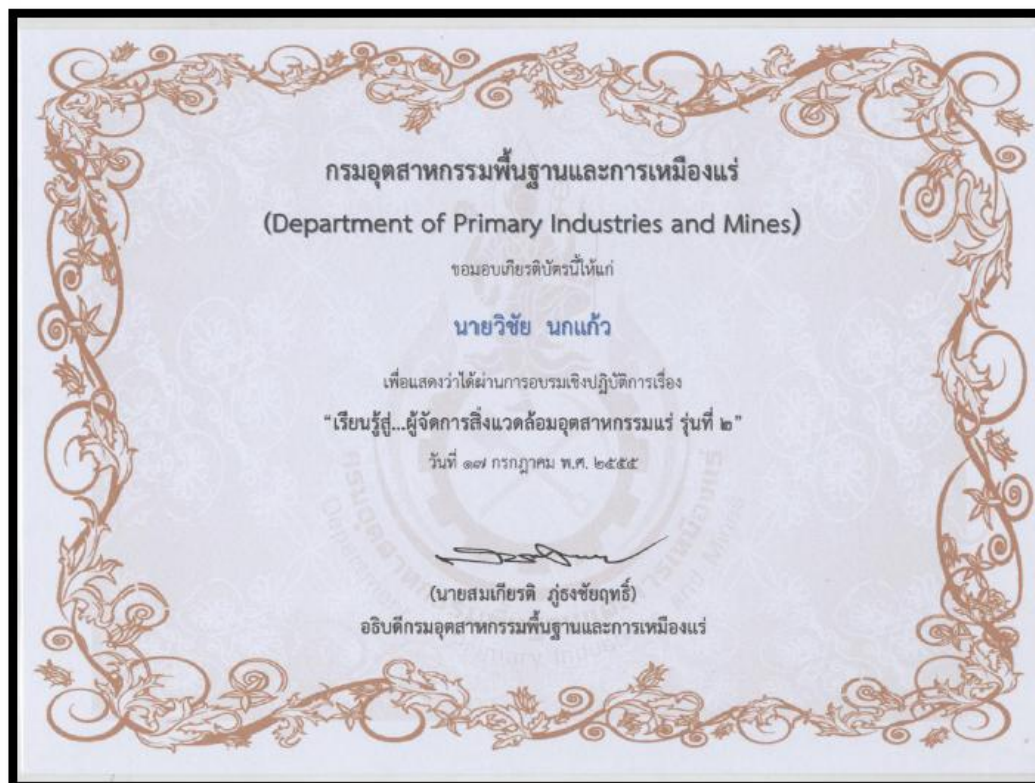 กรมอุตสาหกรรมพื้นฐานและการเหมืองแร่
(Department of Primary Industries and Mines)
ขอมอบเกียรติบัตรนี้ให้แก่
นายวิชัย นกแก้ว
เพื่อแสดงว่าได้ผ่านการอบรมเชิงปฏิบัติการเรื่อง
“เรียนรู้สู่...ผู้จัดการสิ่งแวดล้อมอุตสาหกรรมแร่ รุ่นที่ ๒”
วันที่ ๑๗ กรกฎาคม พ.ศ. ๒๕๕๕
(นายสมเกียรติ ภู่ธงชัยฤทธิ์)
อธิบดีกรมอุตสาหกรรมพื้นฐานและการเหมืองแร่